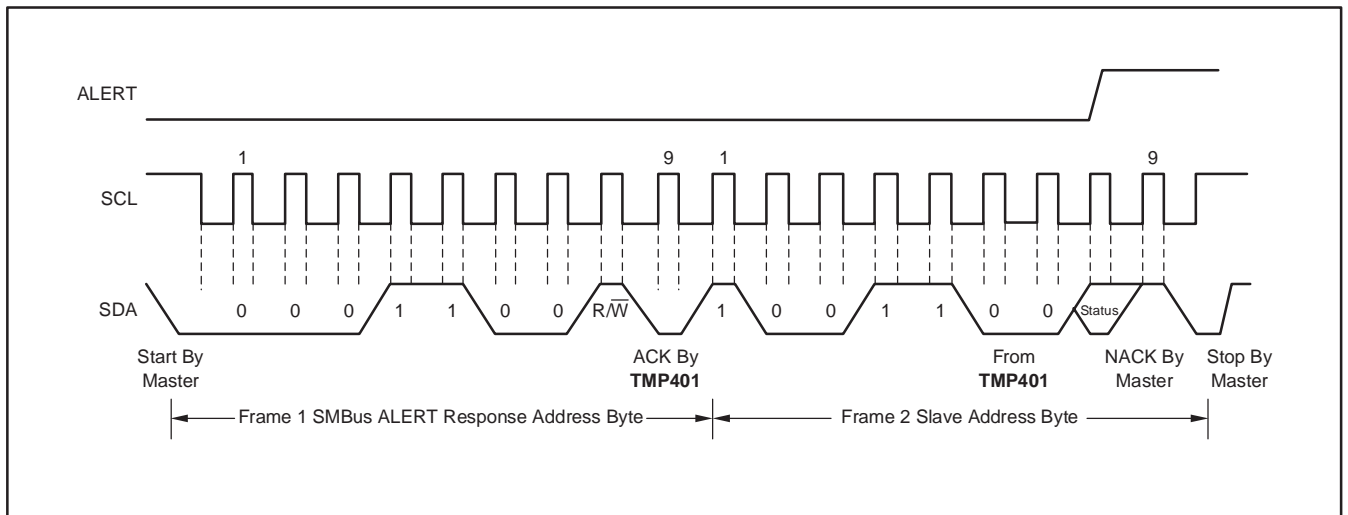 ALERT
1 9 1 9
SCL
SDA
0 0 0 1 1 0 0 R/W̅ 1 0 0 1 1 0 0 Status
Start By
Master
ACK By
TMP401
From
TMP401
NACK By
Master
Stop By
Master
Frame 1 SMBus ALERT Response Address Byte
Frame 2 Slave Address Byte